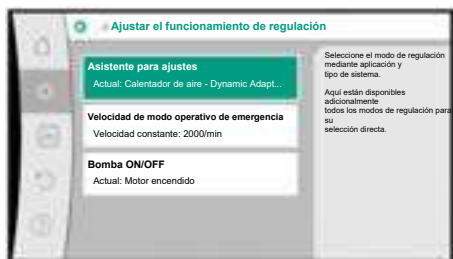 Ajustar el funcionamiento de regulación
Asistente para ajustes
Actual: Calentador de aire - Dynamic Adapt...
Velocidad de modo operativo de emergencia
Velocidad constante: 2000/min
Bomba ON/OFF
Actual: Motor encendido
Seleccione el modo de regulación
mediante aplicación y
tipo de sistema.
Aquí están disponibles
adicionalmente
todos los modos de regulación para
su
selección directa.